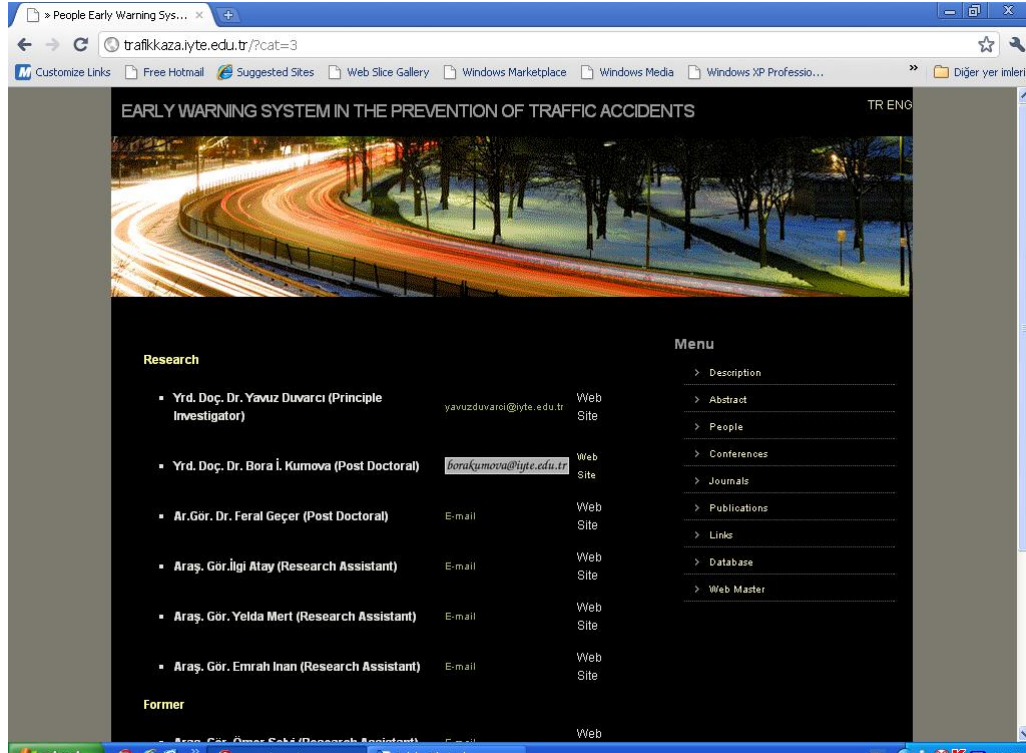 » People Early Warning Sys...
trafikkaza.iyte.edu.tr/?cat=3
Customize Links Free Hotmail Suggested Sites Web Slice Gallery Windows Marketplace Windows Media Windows XP Professio... » Diğer yer imleri
EARLY WARNING SYSTEM IN THE PREVENTION OF TRAFFIC ACCIDENTS
TR ENG
Research
Yrd. Doç. Dr. Yavuz Duvarcı (Principle
Investigator)
yavuzduvarci@iyte.edu.tr
Web
Site
Yrd. Doç. Dr. Bora İ. Kumova (Post Doctoral)
borakumova@iyte.edu.tr
Web
Site
Ar.Gör. Dr. Feral Geçer (Post Doctoral)
E-mail
Web
Site
Araş. Gör.İlgi Atay (Research Assistant)
E-mail
Web
Site
Araş. Gör. Yelda Mert (Research Assistant)
E-mail
Web
Site
Araş. Gör. Emrah Inan (Research Assistant)
E-mail
Web
Site
Former
Web
Menu
Description
Abstract
People
Conferences
Journals
Publications
Links
Database
Web Master